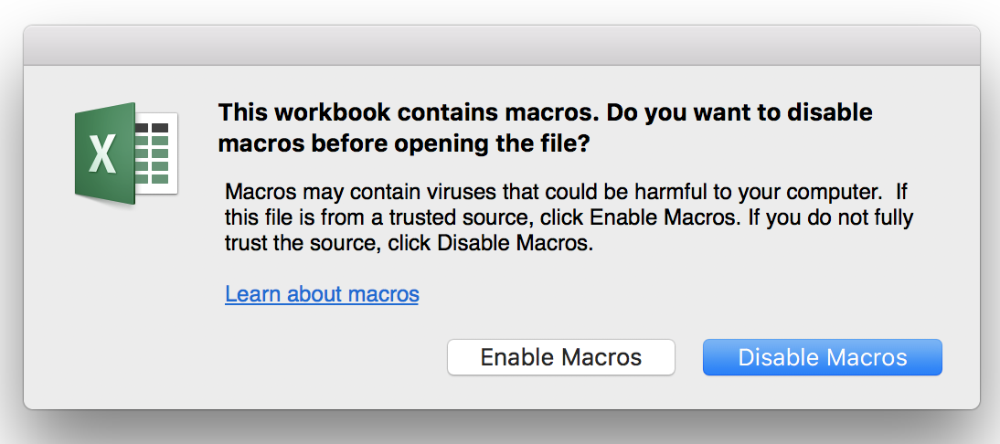 This workbook contains macros. Do you want to disable
macros before opening the file?
Macros may contain viruses that could be harmful to your computer.  If
this file is from a trusted source, click Enable Macros. If you do not fully
trust the source, click Disable Macros.
Learn about macros
Enable Macros
Disable Macros
X